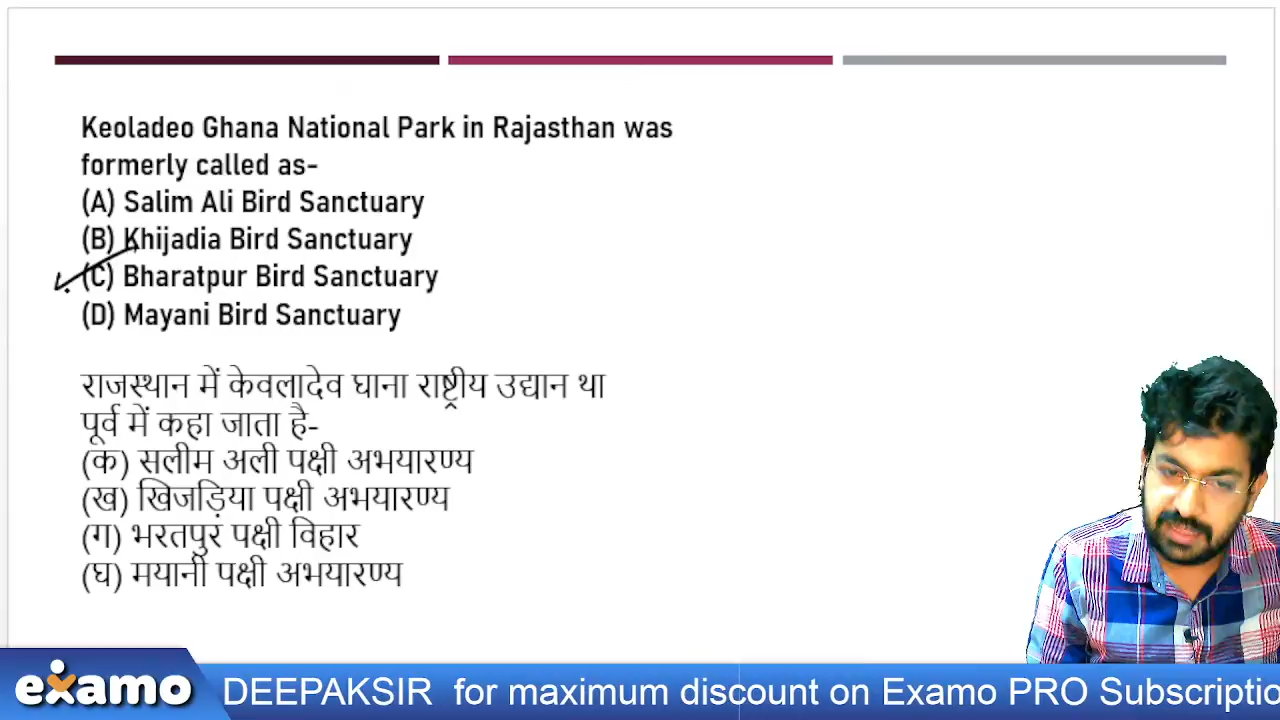 Keoladeo Ghana National Park in Rajasthan was
formerly called as-
(A) Salim Ali Bird Sanctuary
(B) Khijadia Bird Sanctuary
(C) Bharatpur Bird Sanctuary
(D) Mayani Bird Sanctuary
राजस्थान में केवलादेव घाना राष्ट्रीय उद्यान था
पूर्व में कहा जाता है-
(क) सलीम अली पक्षी अभयारण्य
(ख) खिजड़िया पक्षी अभयारण्य
(ग) भरतपुर पक्षी विहार
(घ) मयानी पक्षी अभयारण्य
examo
DEEPAKSIR for maximum discount on Examo PRO Subscriptio